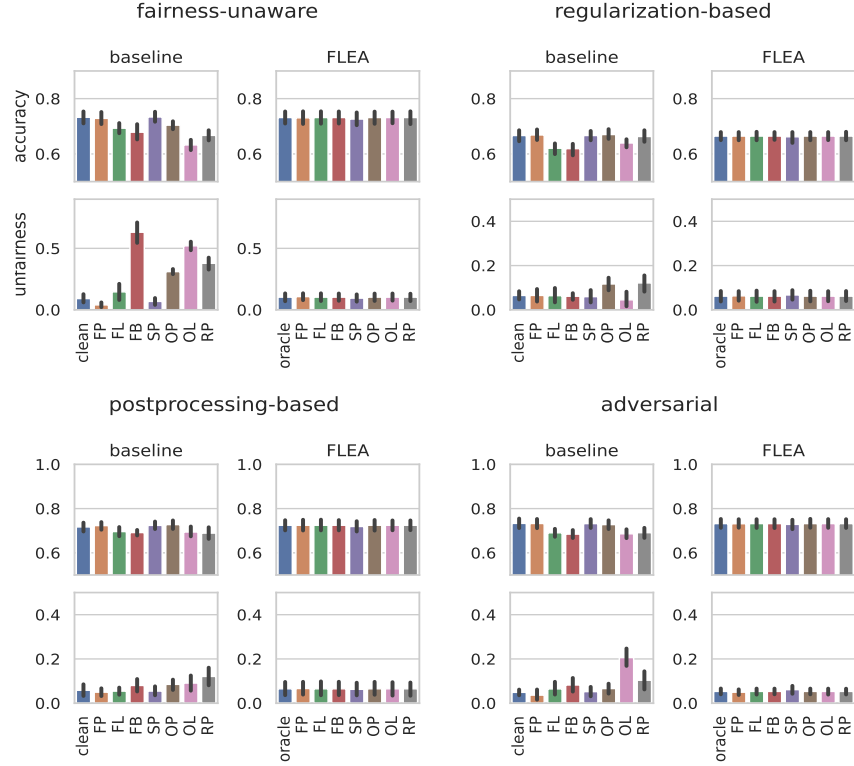 fairness-unaware
regularization-based
baseline FLEA baseline FLEA
accuracy
0.8 0.8 0.8 0.8
0.6 0.6 0.6 0.6
unfairness
0.5 0.5 0.4 0.4
0.2 0.2
0.0 0.0 0.0 0.0
clean FP FL FB SP OP OL RP
oracle FP FL FB SP OP OL RP
clean FP FL FB SP OP OL RP
oracle FP FL FB SP OP OL RP
postprocessing-based
adversarial
baseline FLEA baseline FLEA
1.0 1.0 1.0 1.0
0.8 0.8 0.8 0.8
0.6 0.6 0.6 0.6
0.4 0.4 0.4 0.4
0.2 0.2 0.2 0.2
0.0 0.0 0.0 0.0
clean FP FL FB SP OP OL RP
oracle FP FL FB SP OP OL RP
clean FP FL FB SP OP OL RP
oracle FP FL FB SP OP OL RP